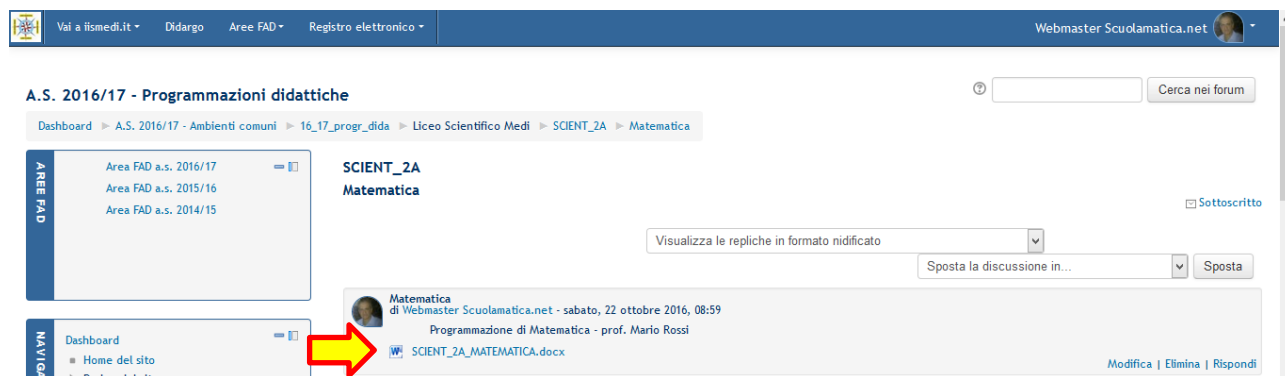 Vai a iismedi.it Didargo Aree FAD Registro elettronico Webmaster Scuolamatica.net
A.S. 2016/17 - Programmazioni didattiche
Cerca nei forum
Dashboard ► A.S. 2016/17 - Ambienti comuni ► 16_17_progr_dida ► Liceo Scientifico Medi ► SCIENT_2A ► Matematica
AREE FAD
Area FAD a.s. 2016/17
Area FAD a.s. 2015/16
Area FAD a.s. 2014/15
SCIENT_2A
Matematica
Sottoscritto
Visualizza le repliche in formato nidificato
Sposta la discussione in...
Sposta
Matematica
di Webmaster Scuolamatica.net - sabato, 22 ottobre 2016, 08:59
Programmazione di Matematica - prof. Mario Rossi
SCIENT_2A_MATEMATICA.docx
Modifica | Elimina | Rispondi
Dashboard
Home del sito